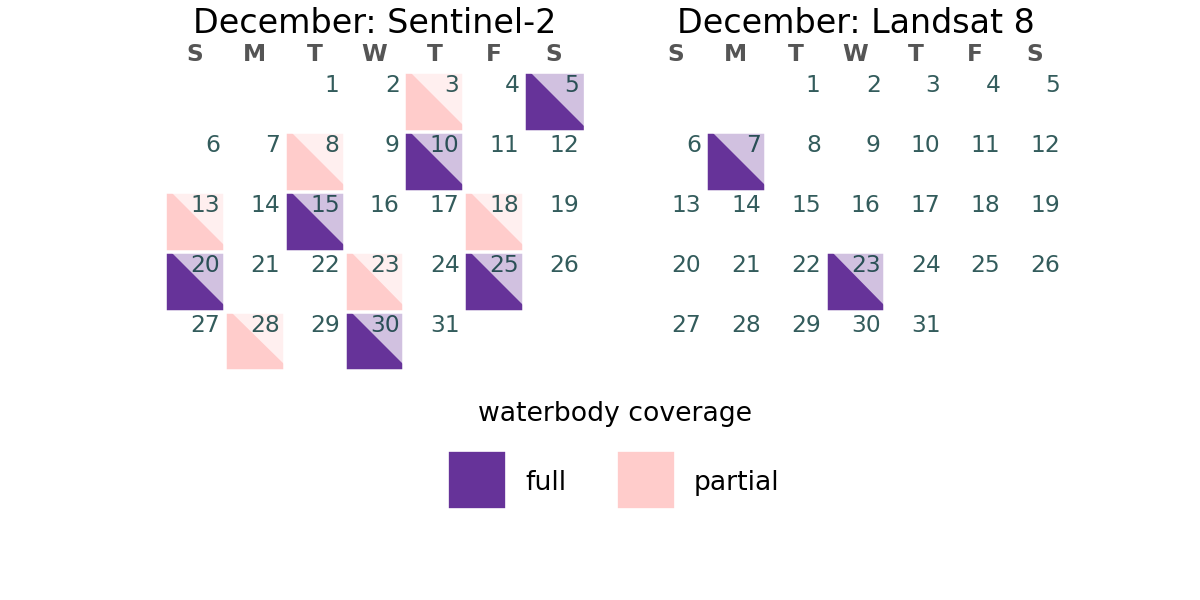 December: Sentinel-2
S M T W T F S
1 2 3 4 5
6 7 8 9 10 11 12
13 14 15 16 17 18 19
20 21 22 23 24 25 26
27 28 29 30 31
December: Landsat 8
S M T W T F S
1 2 3 4 5
6 7 8 9 10 11 12
13 14 15 16 17 18 19
20 21 22 23 24 25 26
27 28 29 30 31
waterbody coverage
full partial